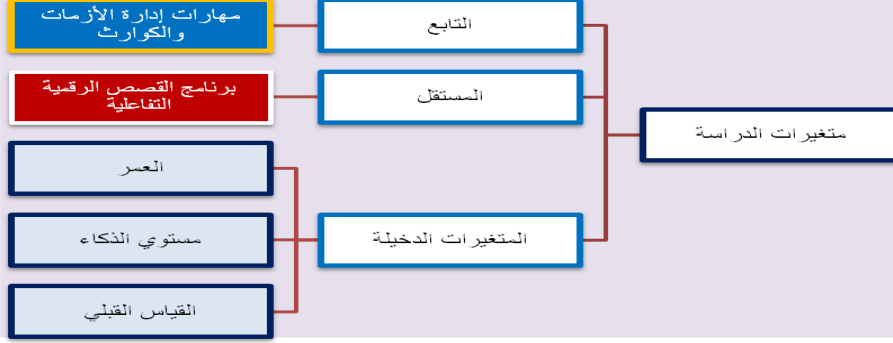 متغيرات الدراسة
التابع
مهارات إدارة الأزمات
والكوارث
المستقل
برنامج القصص الرقمية
التفاعلية
المتغيرات الدخيلة
العمر
مستوي الذكاء
القياس القبلي